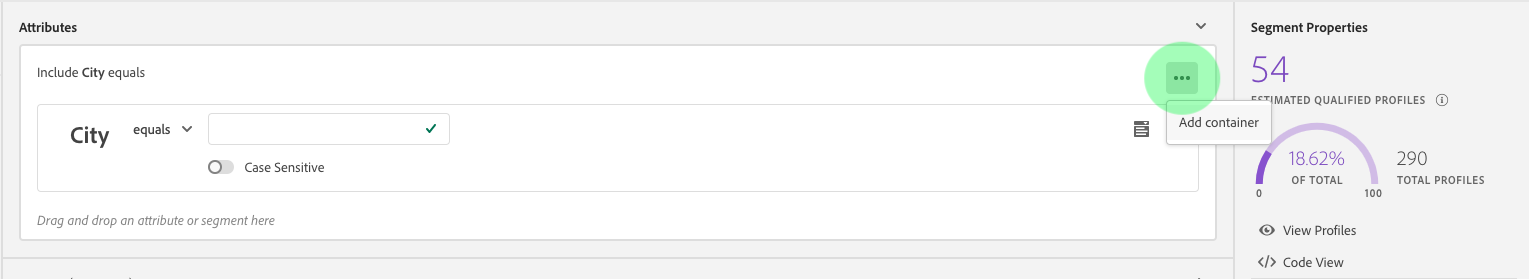 Attributes
Include City equals
City equals
Case Sensitive
Drag and drop an attribute or segment here
Add container
Segment Properties
54
ESTIMATED QUALIFIED PROFILES
18.62%
OF TOTAL
0 100
290
TOTAL PROFILES
View Profiles
Code View